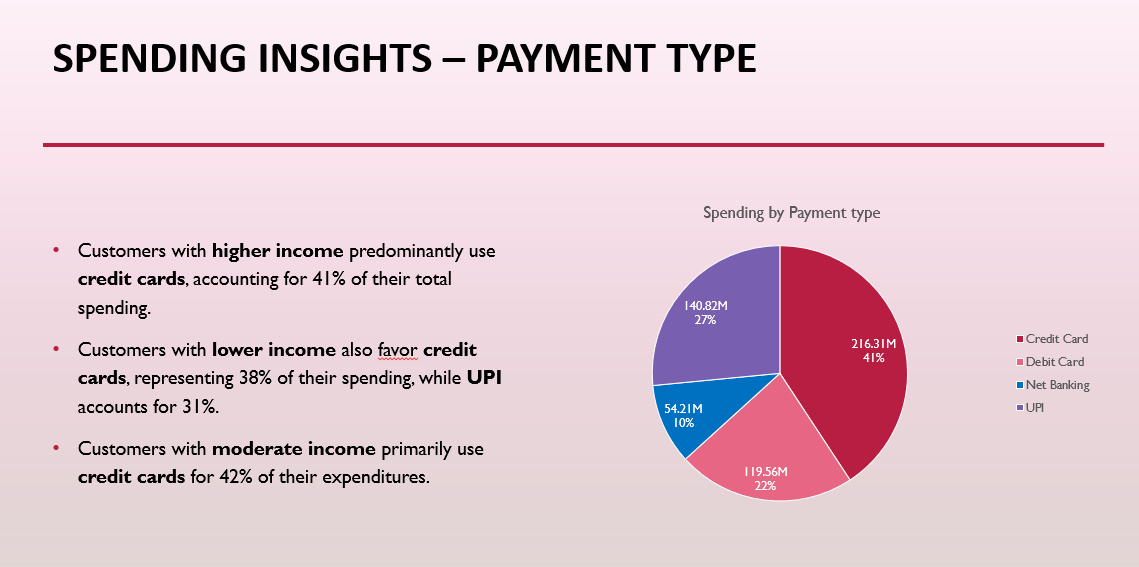 SPENDING INSIGHTS – PAYMENT TYPE
• Customers with higher income predominantly use
credit cards, accounting for 41% of their total
spending.
• Customers with lower income also favor credit
cards, representing 38% of their spending, while UPI
accounts for 31%.
• Customers with moderate income primarily use
credit cards for 42% of their expenditures.
Spending by Payment type
216.31M
41%
119.56M
22%
54.21M
10%
140.82M
27%
Credit Card
Debit Card
Net Banking
UPI